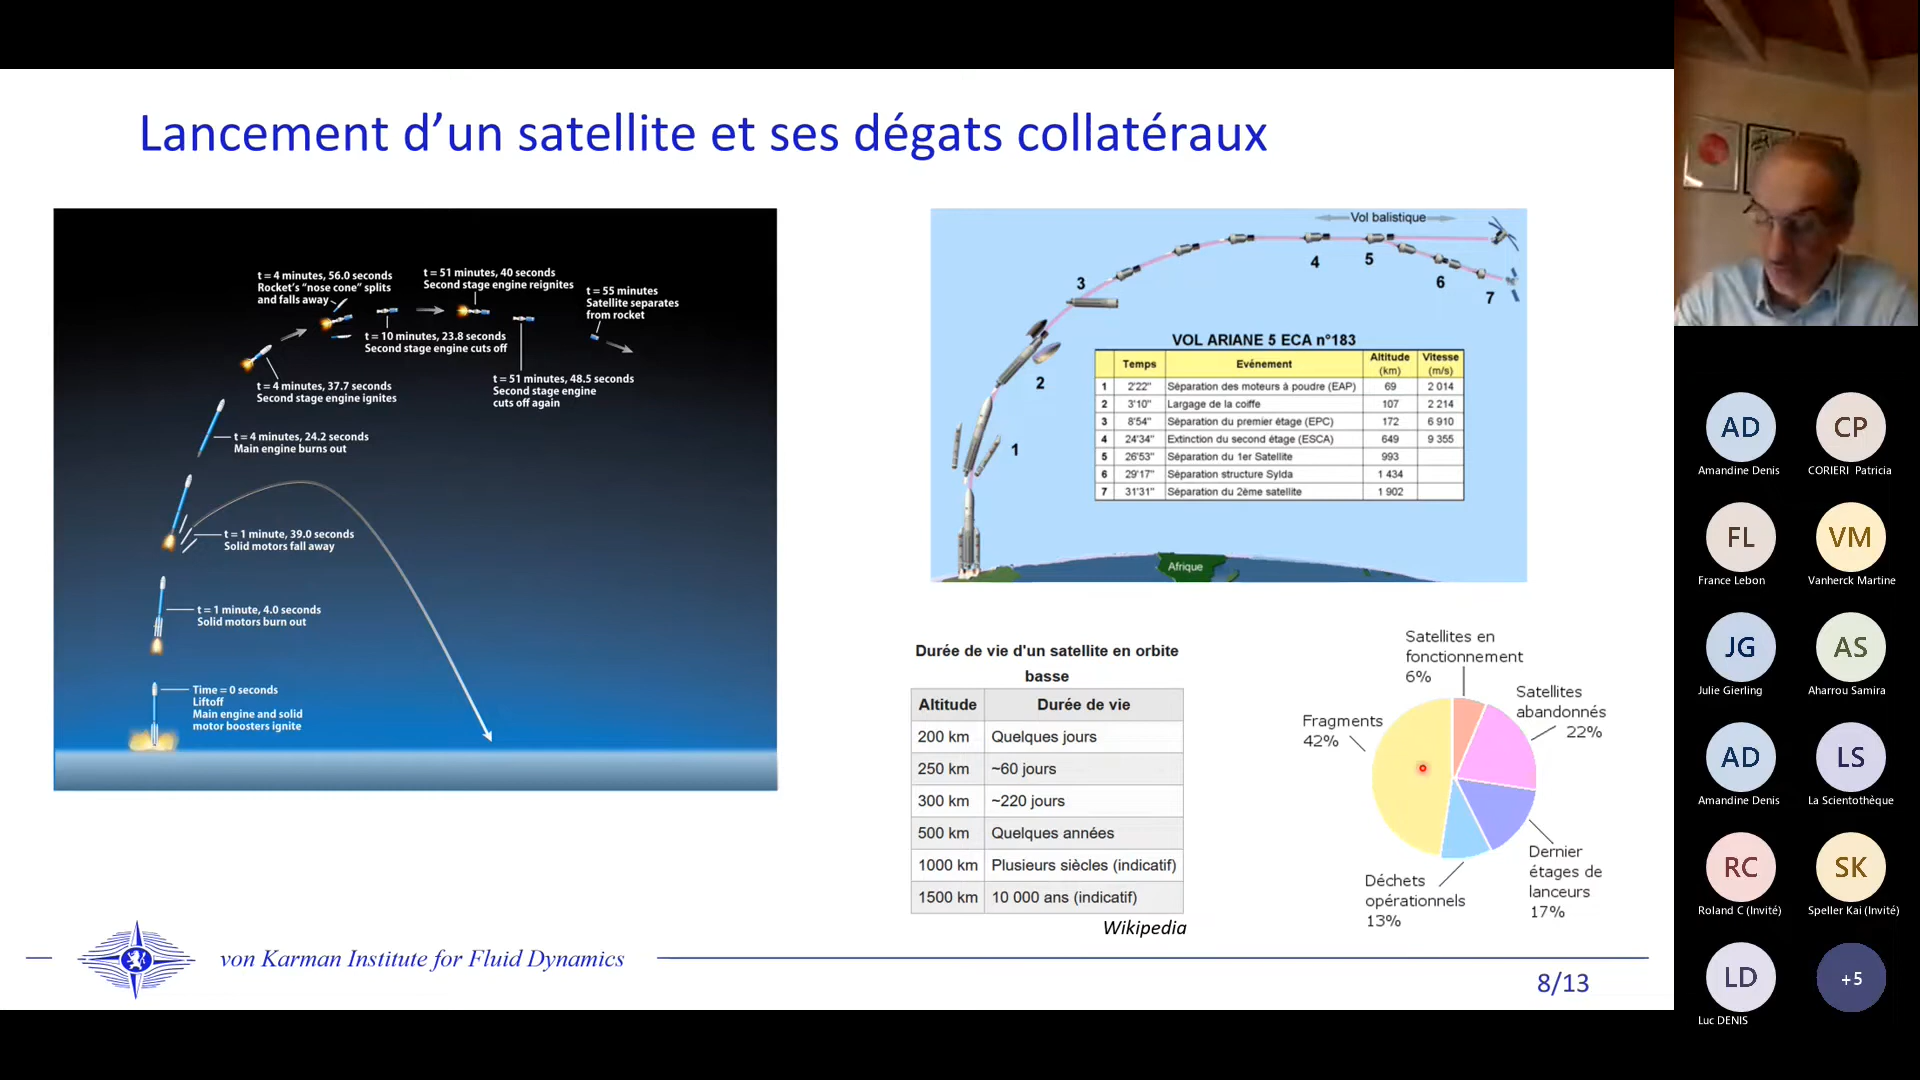 Lancement d’un satellite et ses dégats collatéraux
t = 4 minutes, 56.0 seconds
Rocket's "nose cone" splits
and falls away
t = 51 minutes, 40 seconds
Second stage engine reignites
t = 55 minutes
Satellite separates
from rocket
t = 10 minutes, 23.8 seconds
Second stage engine cuts off
t = 4 minutes, 37.7 seconds
Second stage engine ignites
t = 51 minutes, 48.5 seconds
Second stage engine
cuts off again
t = 4 minutes, 24.2 seconds
Main engine burns out
t = 1 minute, 39.0 seconds
Solid motors fall away
t = 1 minute, 4.0 seconds
Solid motors burn out
Time = 0 seconds
Liftoff
Main engine and solid
motor boosters ignite
Vol balistique
1
2
3
4
5
6
7
VOL ARIANE 5 ECA n°183
Temps Evénement Altitude (km) Vitesse (m/s)
1 2'22" Séparation des moteurs à poudre (EAP) 69 2 014
2 3'10" Largage de la coiffe 107 2 214
3 8'54" Séparation du premier étage (EPC) 172 6 910
4 24'34" Extinction du second étage (ESCA) 649 9 355
5 26'53" Séparation du 1er Satellite 993
6 29'17" Séparation structure Sylda 1 434
7 31'31" Séparation du 2ème satellite 1 902
Afrique
Durée de vie d'un satellite en orbite
basse
Altitude Durée de vie
200 km Quelques jours
250 km ~60 jours
300 km ~220 jours
500 km Quelques années
1000 km Plusieurs siècles (indicatif)
1500 km 10 000 ans (indicatif)
Wikipedia
Satellites en
fonctionnement
6%
Satellites
abandonnés
22%
Fragments
42%
Dernier
étages de
lanceurs
17%
Déchets
opérationnels
13%
von Karman Institute for Fluid Dynamics
8/13
AD
Amandine Denis
CP
CORIERI Patricia
FL
France Lebon
VM
Vanherck Martine
JG
Julie Gierling
AS
Aharrou Samira
AD
Amandine Denis
LS
La Scientothèque
RC
Roland C (Invité)
SK
Speller Kai (Invité)
LD
Luc DENIS
+5